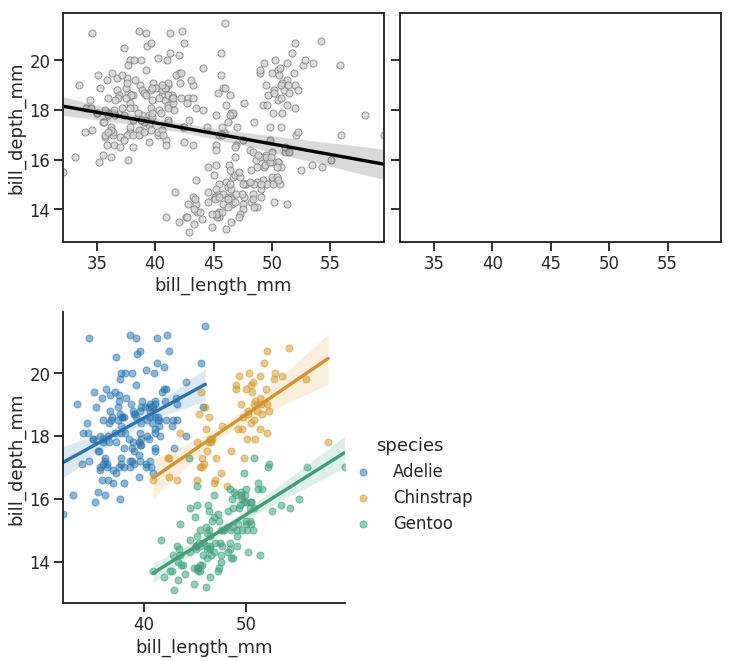 20
18
16
14
bill_depth_mm
35 40 45 50 55
bill_length_mm
35 40 45 50 55
20
18
16
14
bill_depth_mm
40 50
bill_length_mm
species
Adelie
Chinstrap
Gentoo